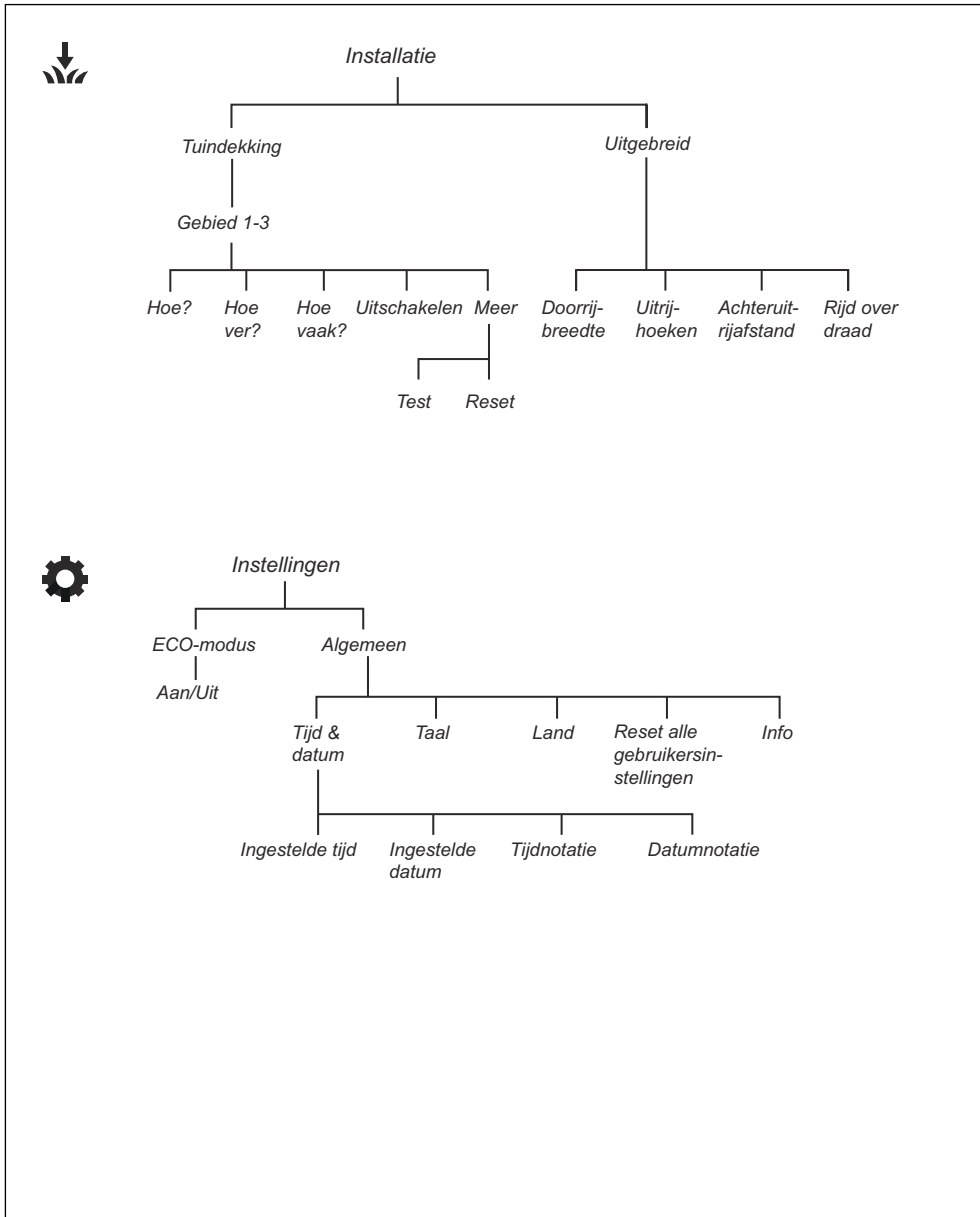 Installatie
Tuindekking
Uitgebreid
Gebied 1-3
Hoe?
Hoe
ver?
Hoe
vaak?
Uitschakelen
Meer
Doorrij-
breedte
Uitrij-
hoeken
Achteruit-
rijafstand
Rijd over
draad
Test
Reset
Instellingen
ECO-modus
Algemeen
Aan/Uit
Tijd &
datum
Taal
Land
Reset alle
gebruikersin-
stellingen
Info
Ingestelde tijd
Ingestelde
datum
Tijdnotatie
Datumnotatie